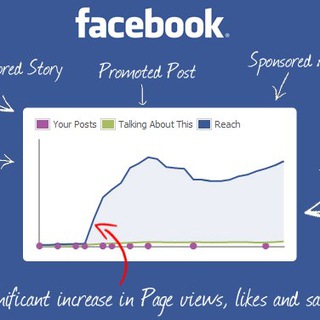 facebook®
ored Story
Promoted Post
Sponsored
Your Posts Talking About This Reach
nificant increase in Page views, likes and sa